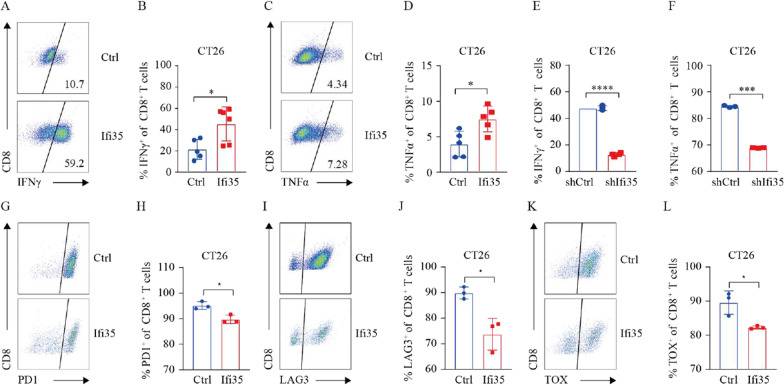 A
CD8
IFNγ
Ctrl
10.7
Ifi35
59.2
B
CT26
% IFNγ⁺ of CD8⁺ T cells
100
80
60
40
20
0
*
Ctrl
Ifi35
C
CD8
TNFα
Ctrl
4.34
Ifi35
7.28
D
CT26
% TNFα⁺ of CD8⁺ T cells
15
10
5
0
*
Ctrl
Ifi35
E
CT26
% IFNγ⁺ of CD8⁺ T cells
80
60
40
20
0
****
shCtrl
shIfi35
F
CT26
% TNFα⁺ of CD8⁺ T cells
100
90
80
70
60
***
shCtrl
shIfi35
G
CD8
PD1
Ctrl
Ifi35
H
CT26
% PD1⁺ of CD8⁺ T cells
110
100
90
80
70
*
Ctrl
Ifi35
I
CD8
LAG3
Ctrl
Ifi35
J
CT26
% LAG3⁺ of CD8⁺ T cells
100
90
80
70
60
*
Ctrl
Ifi35
K
CD8
TOX
Ctrl
Ifi35
L
CT26
% TOX⁺ of CD8⁺ T cells
100
90
80
70
*
Ctrl
Ifi35